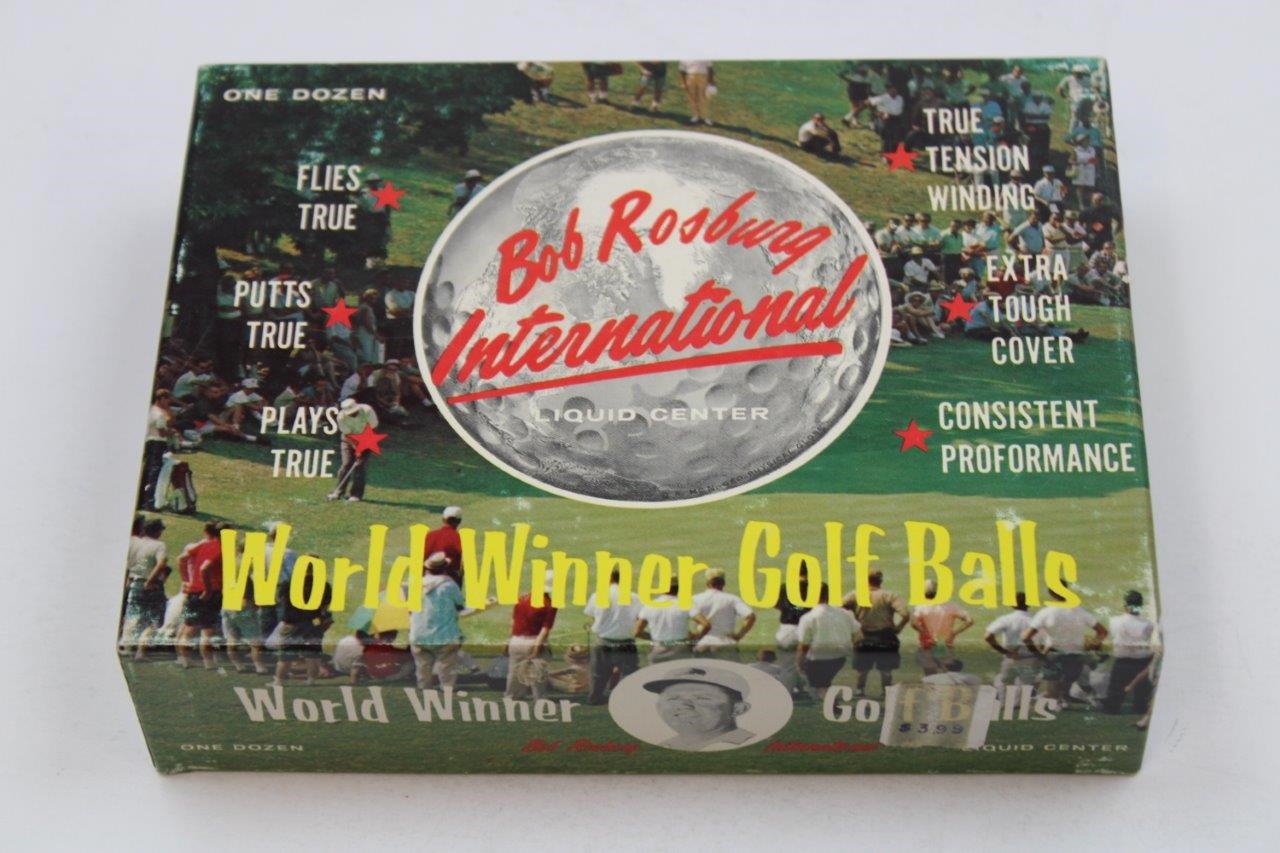 ONE DOZEN
FLIES
TRUE
PUTTS
TRUE
PLAYS
TRUE
Bob Rosburg
International
LIQUID CENTER
TRUE
TENSION
WINDING
EXTRA
TOUGH
COVER
CONSISTENT
PROFORMANCE
World Winner Golf Balls
World Winner Golf Balls
$3.99
ONE DOZEN
Bob Rosburg International
LIQUID CENTER